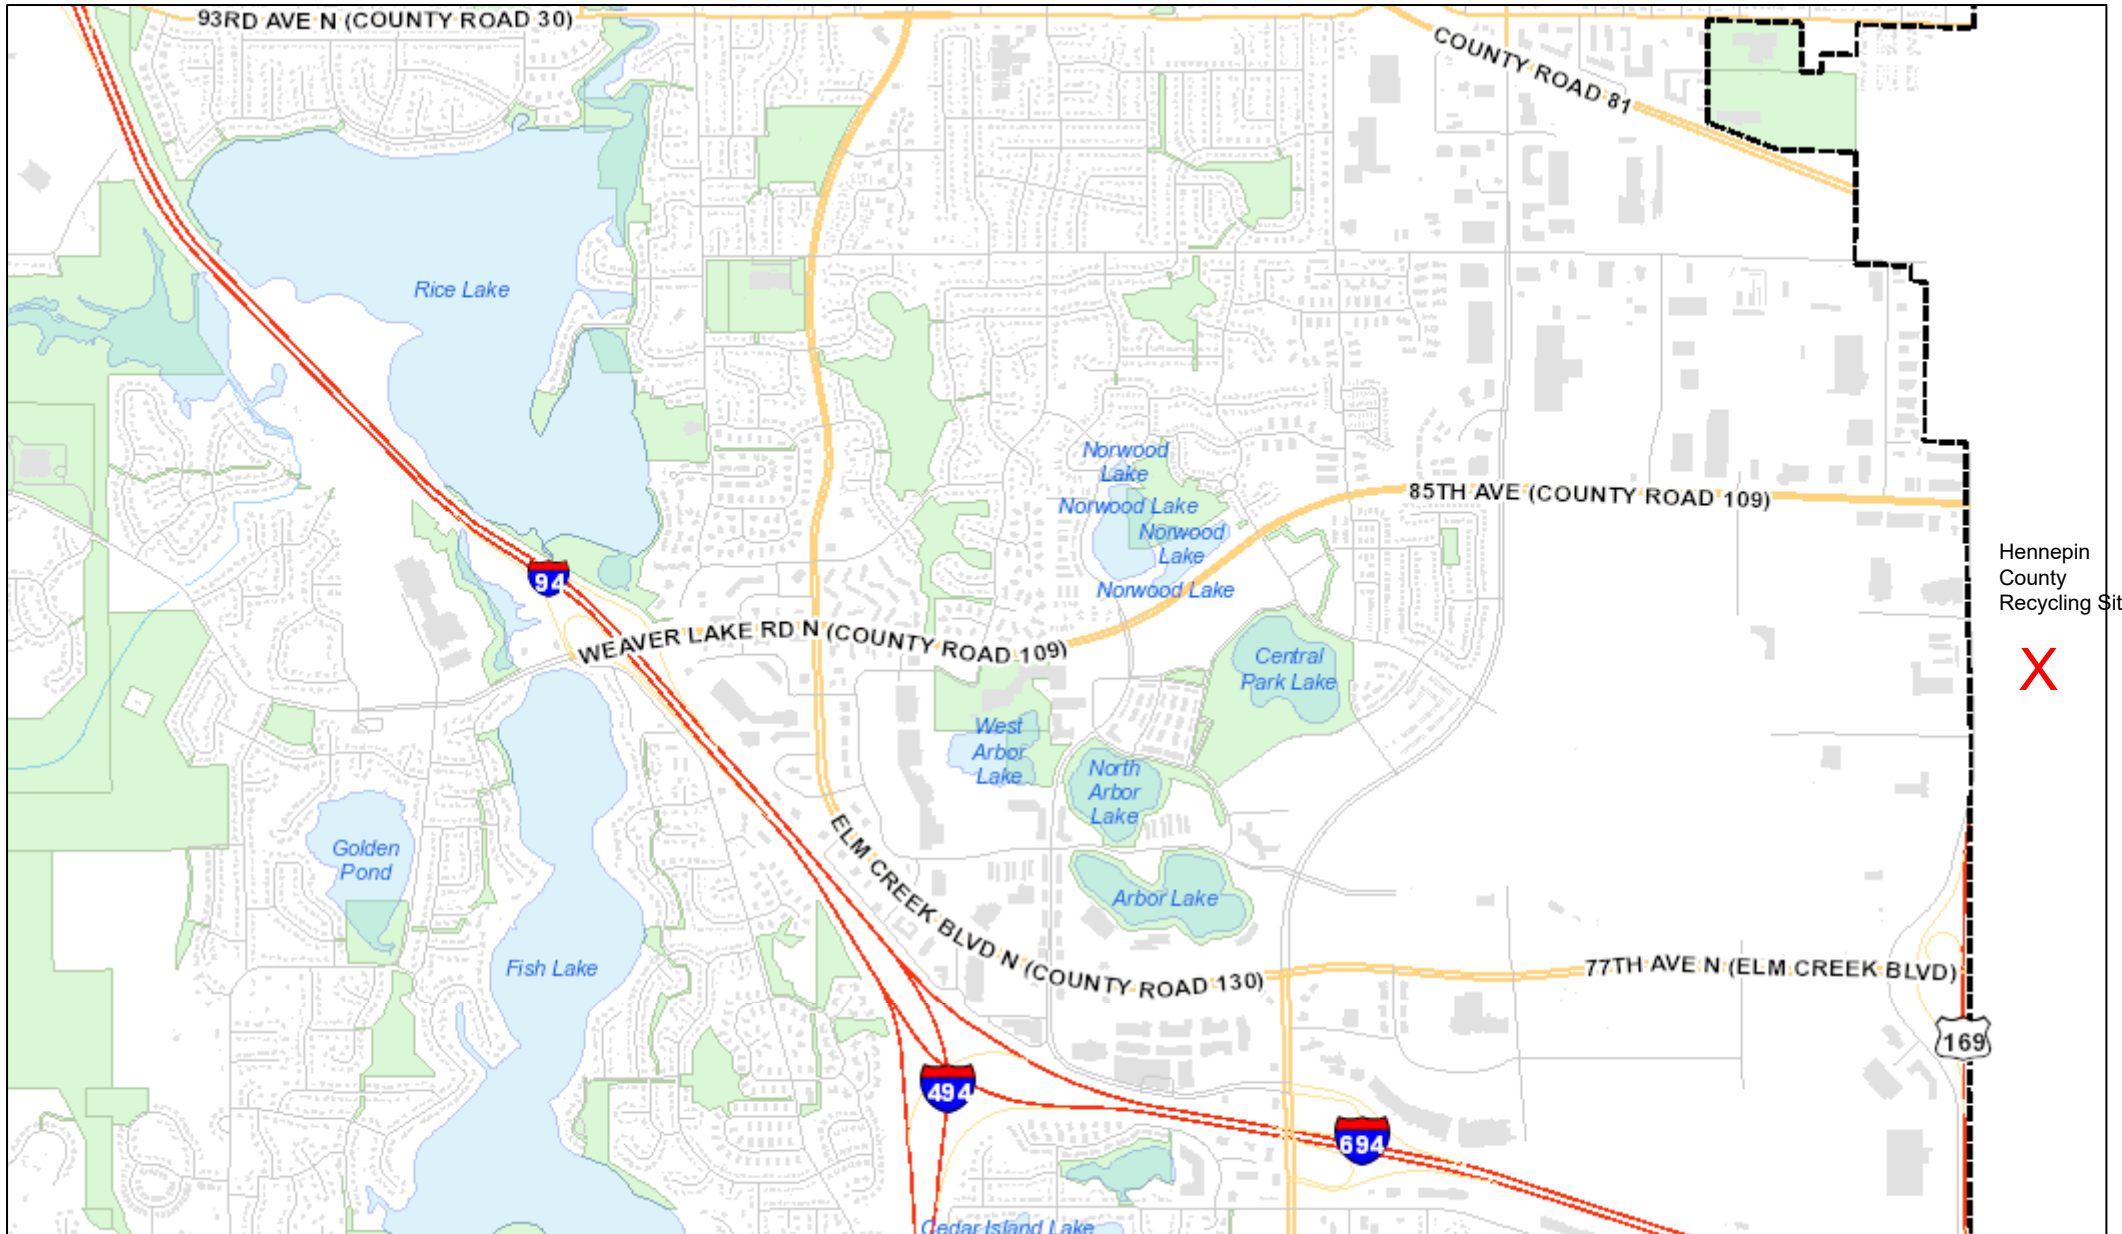 93RD AVE N (COUNTY ROAD 30)
COUNTY ROAD 81
Rice Lake
Norwood
Lake
Norwood Lake
Norwood
Lake
Norwood Lake
85TH AVE (COUNTY ROAD 109)
Hennepin
County
Recycling Sit
X
94
WEAVER LAKE RD N (COUNTY ROAD 109)
Central
Park Lake
West
Arbor
Lake
North
Arbor
Lake
Golden
Pond
Arbor Lake
ELM CREEK BLVD N (COUNTY ROAD 130)
Fish Lake
77TH AVE N (ELM CREEK BLVD)
169
494
694
Cedar Island Lake